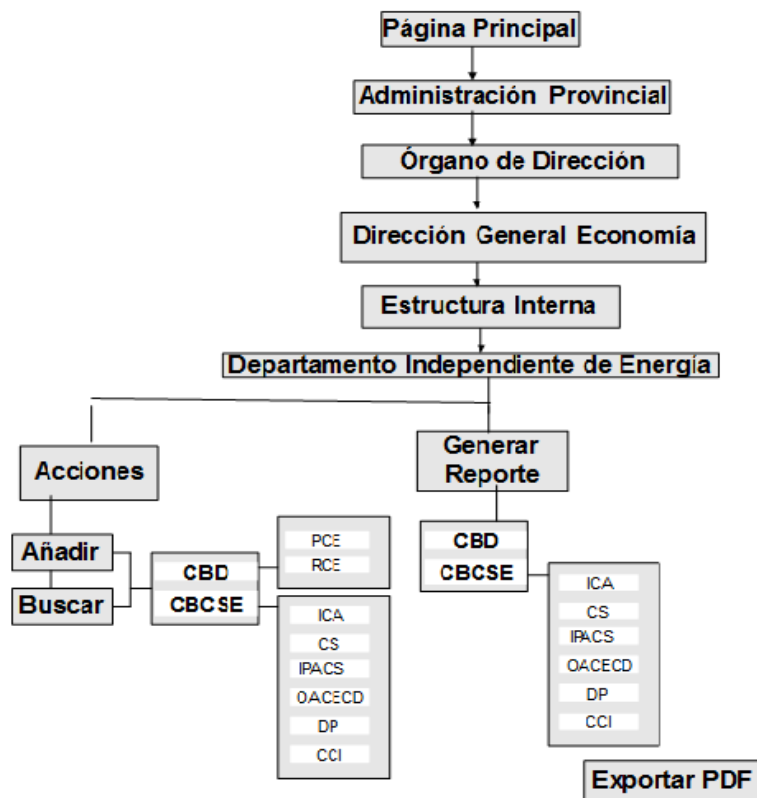 Página Principal
Administración Provincial
Órgano de Dirección
Dirección General Economía
Estructura Interna
Departamento Independiente de Energía
Acciones
Añadir
Buscar
CBD
CBCSE
PCE
RCE
ICA
CS
IPACS
OACECD
DP
CCI
Generar
Reporte
CBD
CBCSE
ICA
CS
IPACS
OACECD
DP
CCI
Exportar PDF